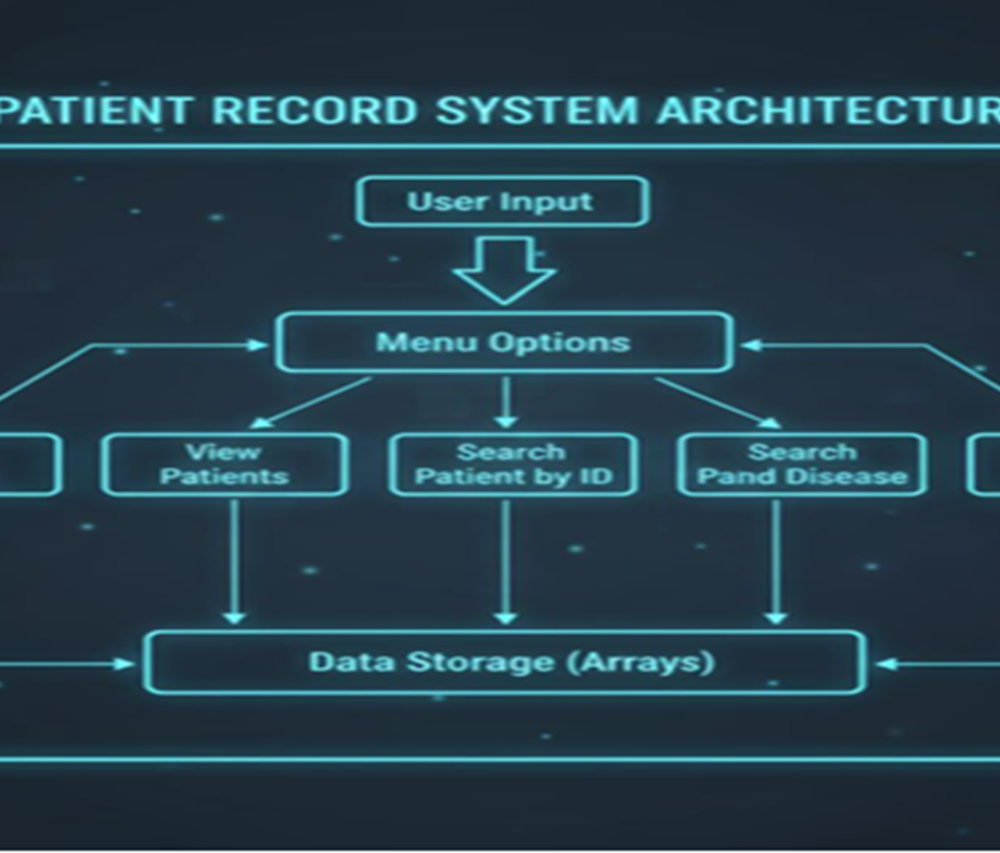 PATIENT RECORD SYSTEM ARCHITECTUR
User Input
Menu Options
View
Patients
Search
Patient by ID
Search
Pand Disease
Data Storage (Arrays)